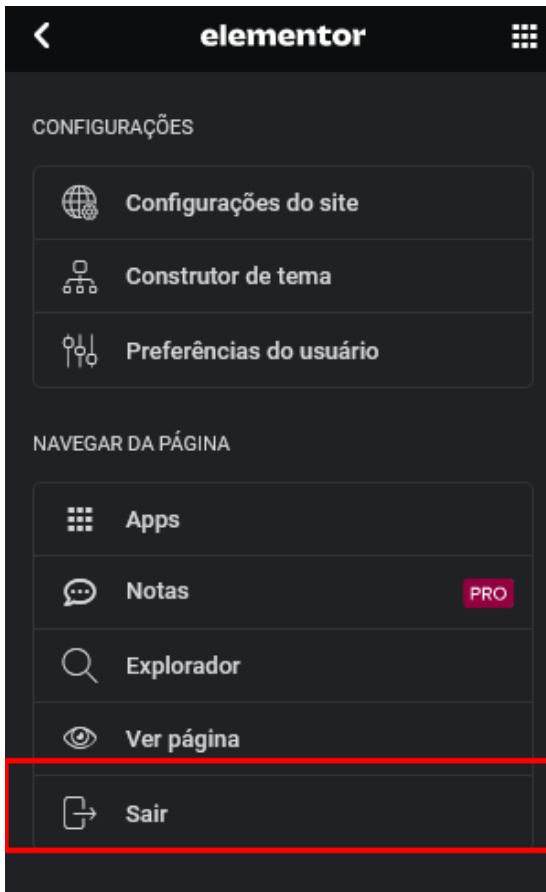 elementor
CONFIGURAÇÕES
Configurações do site
Construtor de tema
Preferências do usuário
NAVEGAR DA PÁGINA
Apps
Notas PRO
Explorador
Ver página
Sair